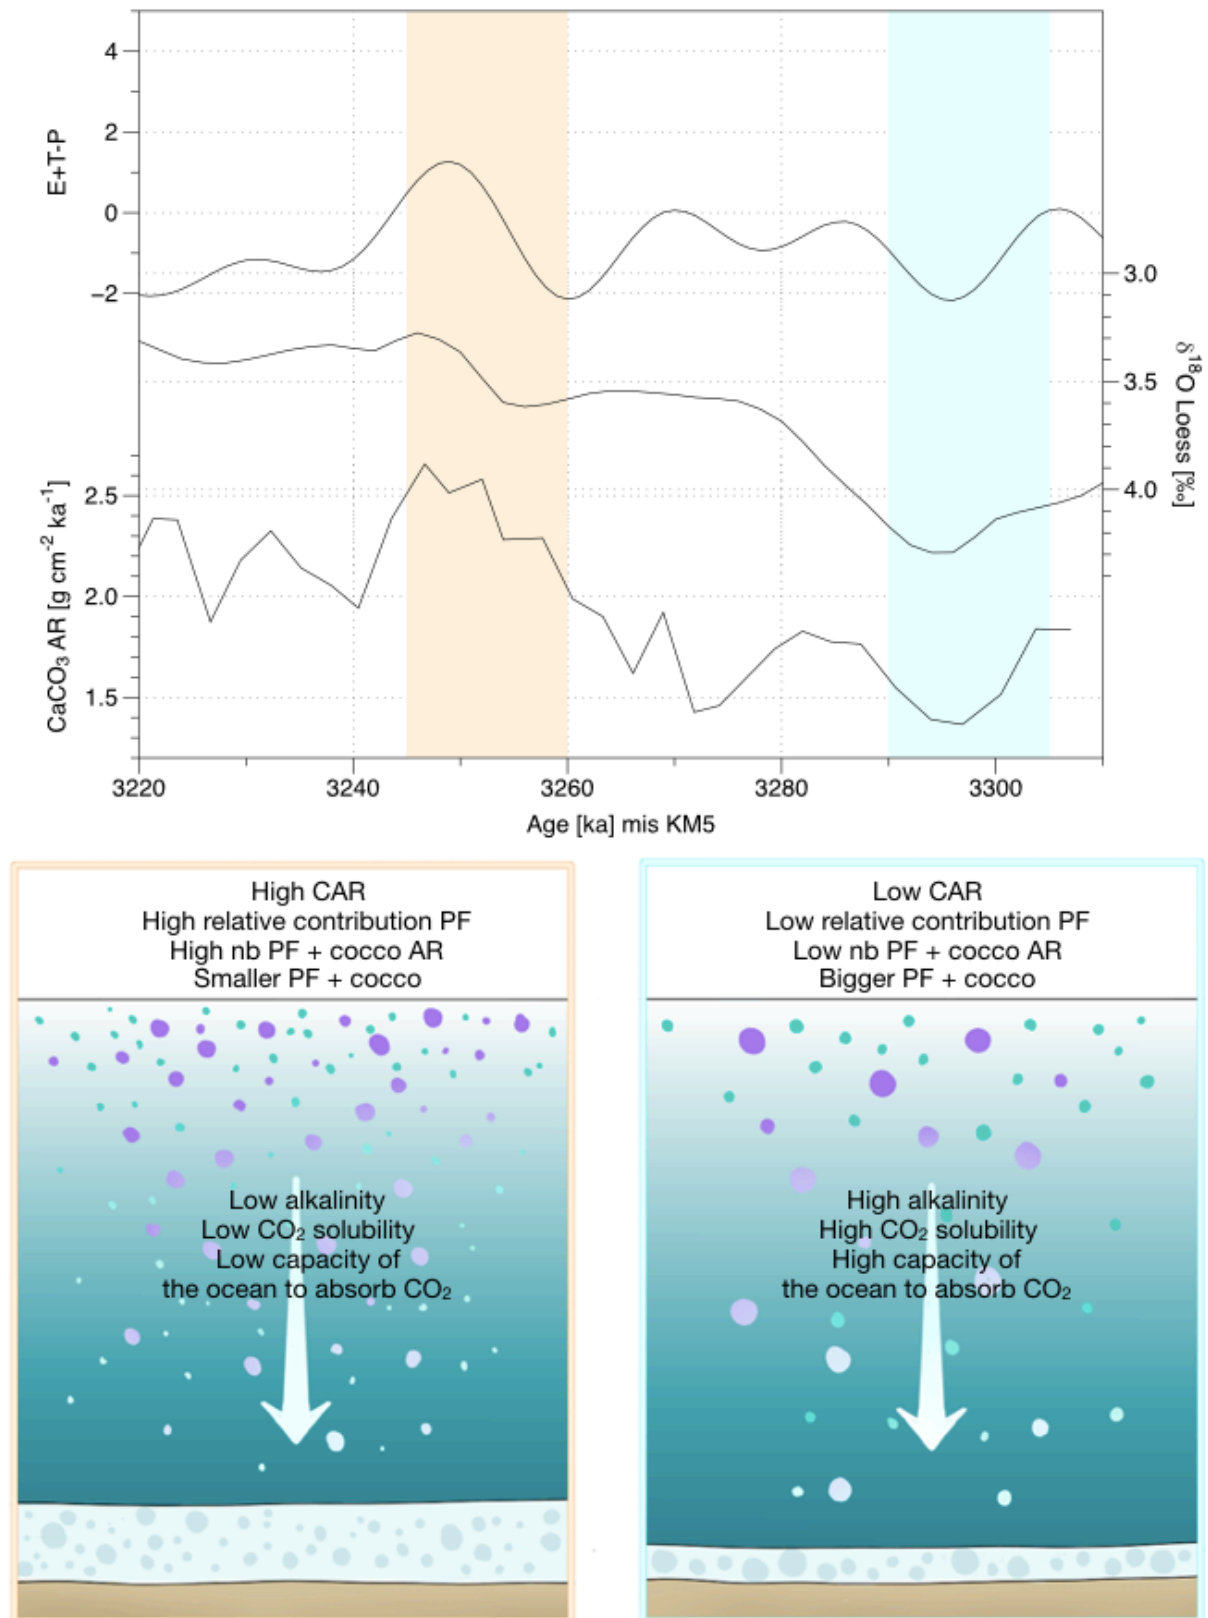 E+T-P
4
2
0
−2
3.0
3.5
4.0
δ18O Loess [‰]
CaCO3 AR [g cm-2 ka-1]
2.5
2.0
1.5
3220 3240 3260 3280 3300
Age [ka] mis KM5
High CAR
High relative contribution PF
High nb PF + cocco AR
Smaller PF + cocco
Low alkalinity
Low CO2 solubility
Low capacity of
the ocean to absorb CO2
Low CAR
Low relative contribution PF
Low nb PF + cocco AR
Bigger PF + cocco
High alkalinity
High CO2 solubility
High capacity of
the ocean to absorb CO2